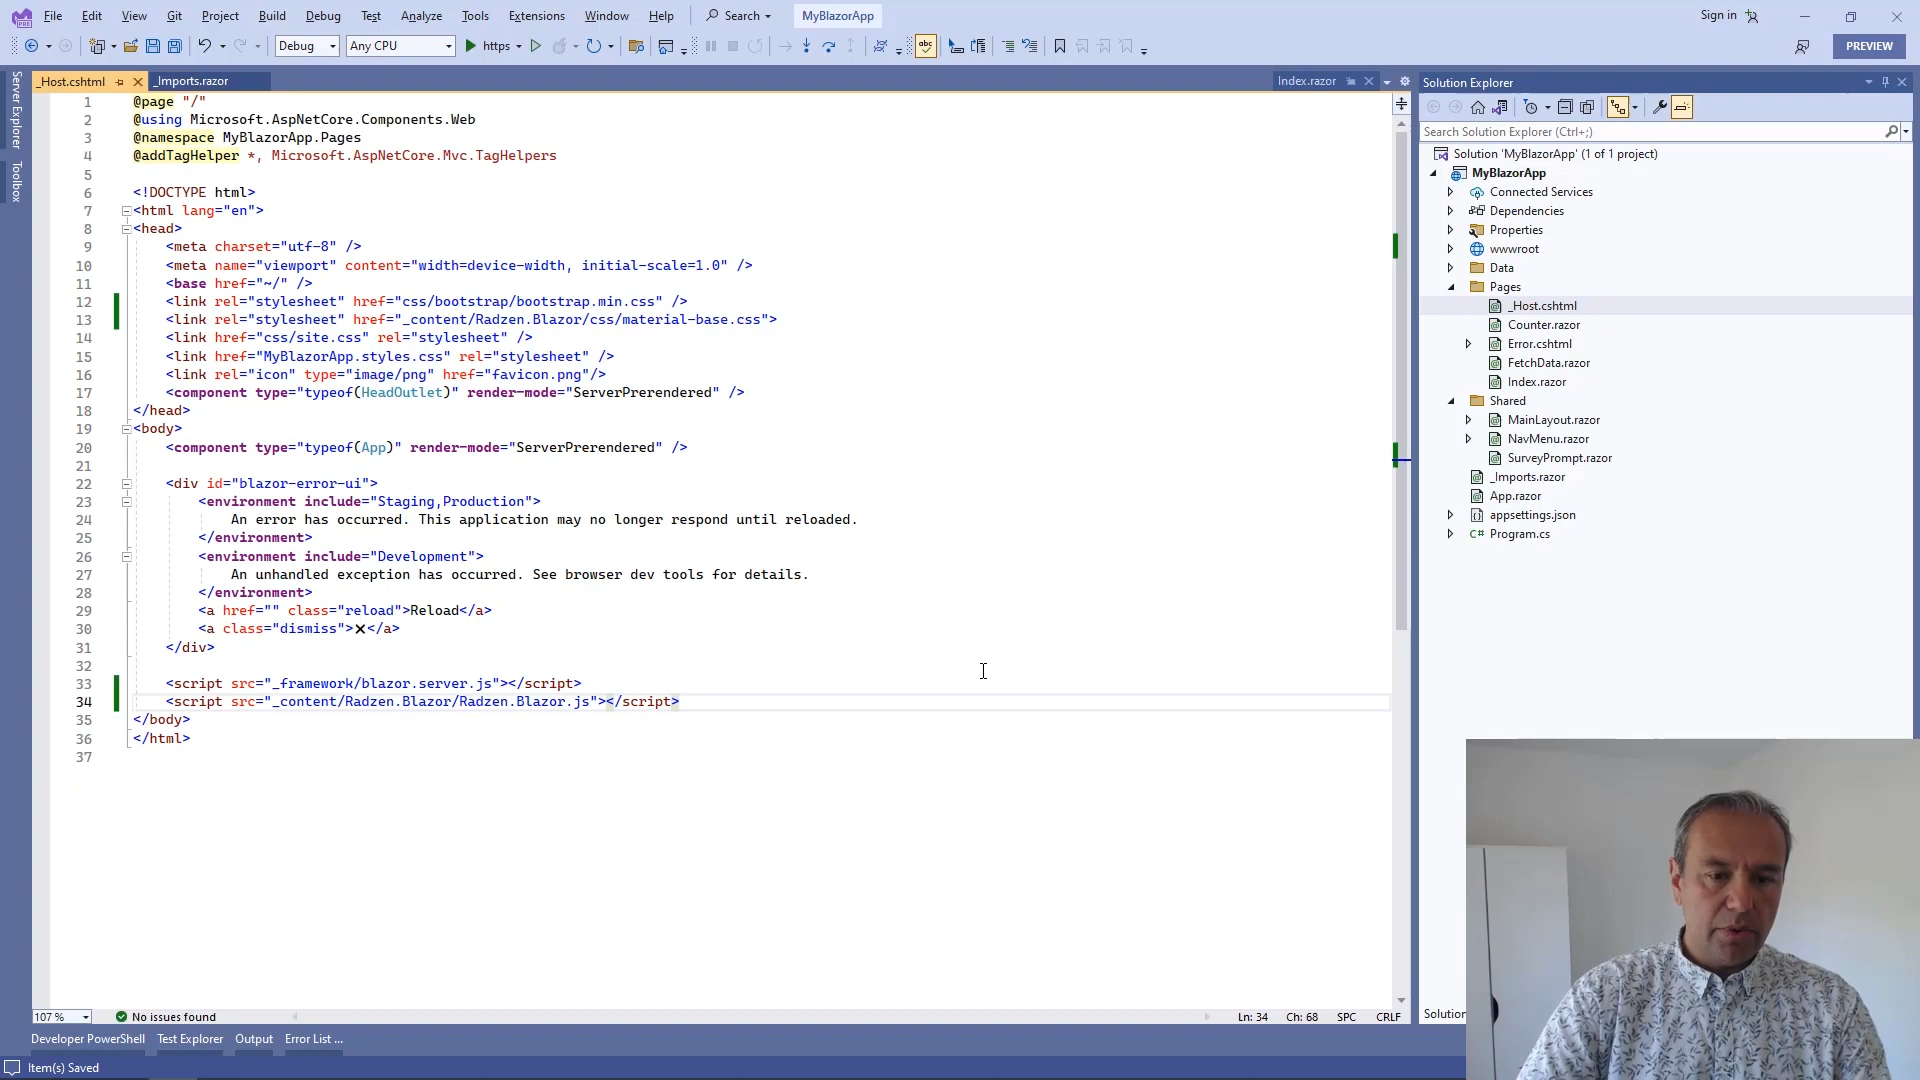 File Edit View Git Project Build Debug Test Analyze Tools Extensions Window Help Search MyBlazorApp Sign in
Debug Any CPU https abc PREVIEW
_Host.cshtml _Imports.razor Index.razor
Server Explorer
Toolbox
1 @page "/"
2 @using Microsoft.AspNetCore.Components.Web
3 @namespace MyBlazorApp.Pages
4 @addTagHelper *, Microsoft.AspNetCore.Mvc.TagHelpers
5
6 <!DOCTYPE html>
7 <html lang="en">
8 <head>
9 <meta charset="utf-8" />
10 <meta name="viewport" content="width=device-width, initial-scale=1.0" />
11 <base href="~/" />
12 <link rel="stylesheet" href="css/bootstrap/bootstrap.min.css" />
13 <link rel="stylesheet" href="_content/Radzen.Blazor/css/material-base.css">
14 <link href="css/site.css" rel="stylesheet" />
15 <link href="MyBlazorApp.styles.css" rel="stylesheet" />
16 <link rel="icon" type="image/png" href="favicon.png"/>
17 <component type="typeof(HeadOutlet)" render-mode="ServerPrerendered" />
18 </head>
19 <body>
20 <component type="typeof(App)" render-mode="ServerPrerendered" />
21
22 <div id="blazor-error-ui">
23 <environment include="Staging,Production">
24 An error has occurred. This application may no longer respond until reloaded.
25 </environment>
26 <environment include="Development">
27 An unhandled exception has occurred. See browser dev tools for details.
28 </environment>
29 <a href="" class="reload">Reload</a>
30 <a class="dismiss">🗙</a>
31 </div>
32
33 <script src="_framework/blazor.server.js"></script>
34 <script src="_content/Radzen.Blazor/Radzen.Blazor.js"></script>
35 </body>
36 </html>
37
107 % No issues found Ln: 34 Ch: 68 SPC CRLF
Developer PowerShell Test Explorer Output Error List ...
Item(s) Saved
Solution Explorer
Search Solution Explorer (Ctrl+;)
Solution 'MyBlazorApp' (1 of 1 project)
MyBlazorApp
Connected Services
Dependencies
Properties
wwwroot
Data
Pages
_Host.cshtml
Counter.razor
Error.cshtml
FetchData.razor
Index.razor
Shared
MainLayout.razor
NavMenu.razor
SurveyPrompt.razor
_Imports.razor
App.razor
appsettings.json
C# Program.cs
Solution